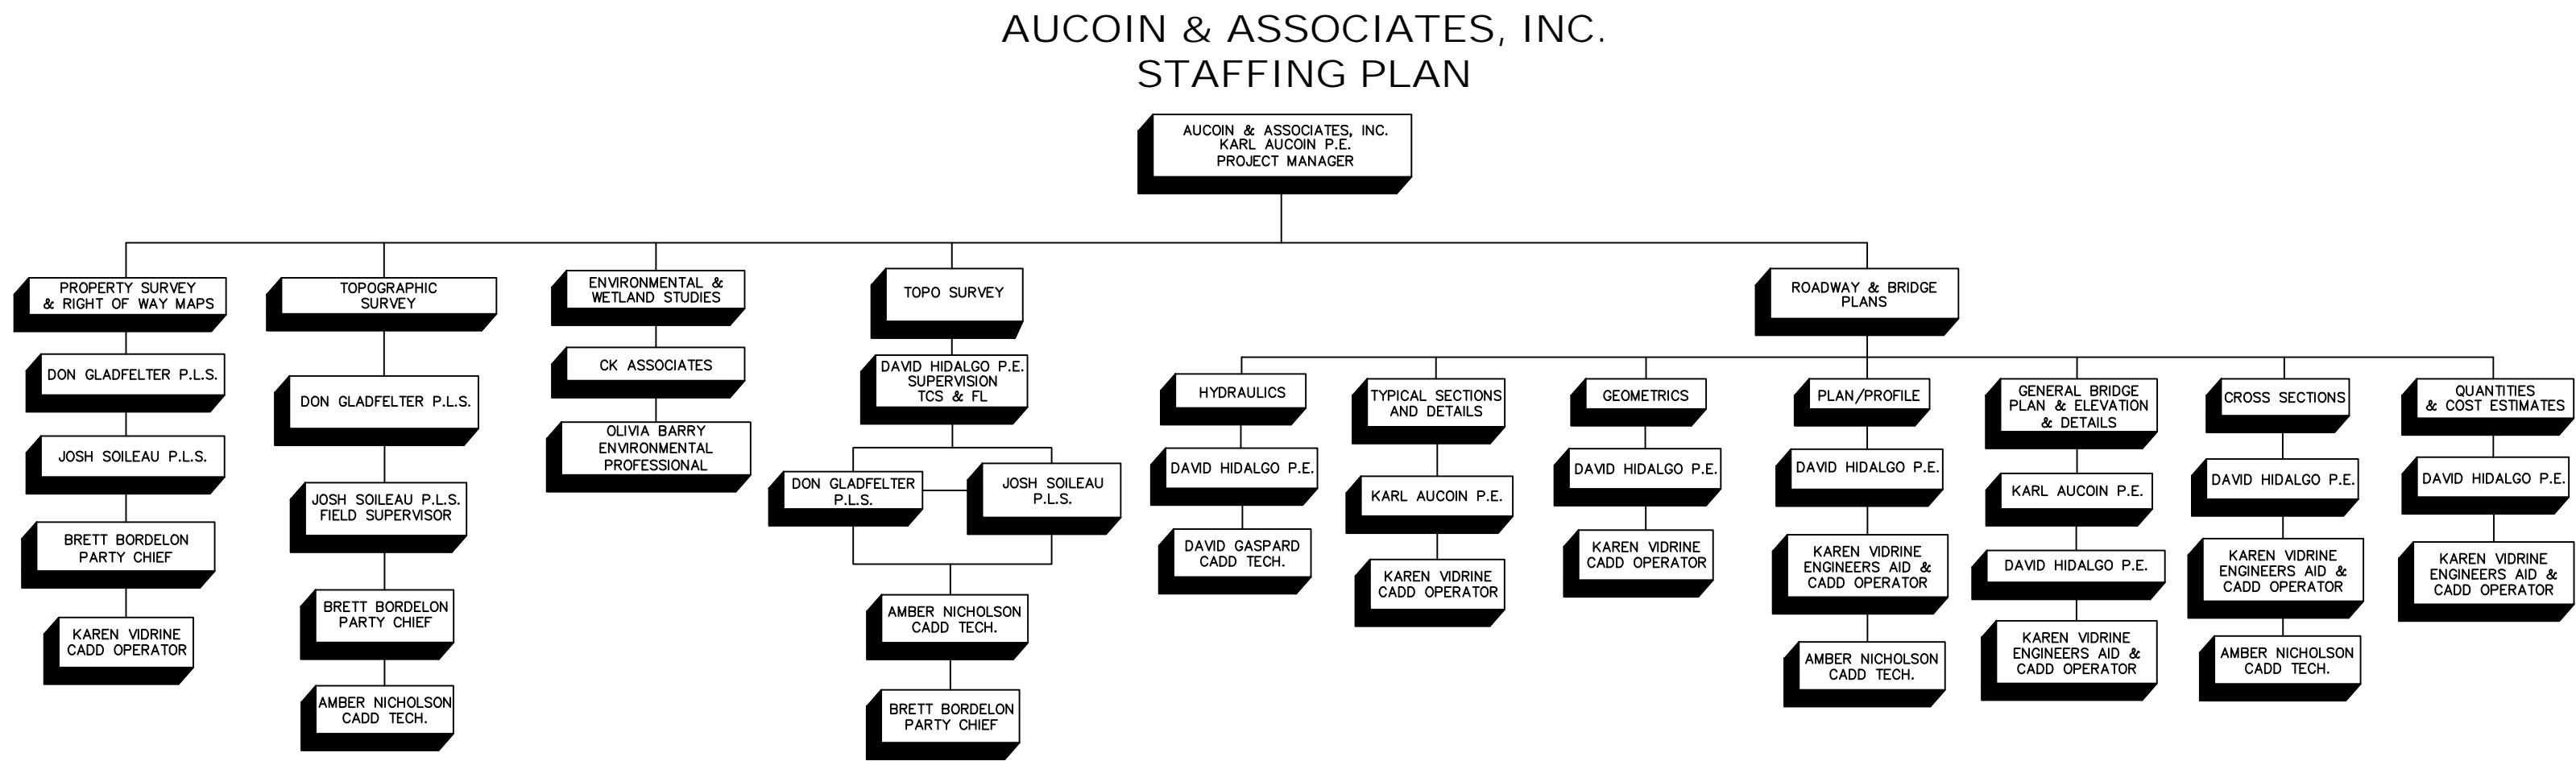 AUCOIN & ASSOCIATES, INC.
STAFFING PLAN
AUCOIN & ASSOCIATES, INC.
KARL AUCOIN P.E.
PROJECT MANAGER
PROPERTY SURVEY
& RIGHT OF WAY MAPS
DON GLADFELTER P.L.S.
JOSH SOILEAU P.L.S.
BRETT BORDELON
PARTY CHIEF
KAREN VIDRINE
CADD OPERATOR
TOPOGRAPHIC
SURVEY
DON GLADFELTER P.L.S.
JOSH SOILEAU P.L.S.
FIELD SUPERVISOR
BRETT BORDELON
PARTY CHIEF
AMBER NICHOLSON
CADD TECH.
ENVIRONMENTAL &
WETLAND STUDIES
CK ASSOCIATES
OLIVIA BARRY
ENVIRONMENTAL
PROFESSIONAL
TOPO SURVEY
DAVID HIDALGO P.E.
SUPERVISION
TCS & FL
DON GLADFELTER
P.L.S.
JOSH SOILEAU
P.L.S.
AMBER NICHOLSON
CADD TECH.
BRETT BORDELON
PARTY CHIEF
ROADWAY & BRIDGE
PLANS
HYDRAULICS
DAVID HIDALGO P.E.
DAVID GASPARD
CADD TECH.
TYPICAL SECTIONS
AND DETAILS
KARL AUCOIN P.E.
KAREN VIDRINE
CADD OPERATOR
GEOMETRICS
DAVID HIDALGO P.E.
KAREN VIDRINE
CADD OPERATOR
PLAN/PROFILE
DAVID HIDALGO P.E.
KAREN VIDRINE
ENGINEERS AID &
CADD OPERATOR
AMBER NICHOLSON
CADD TECH.
GENERAL BRIDGE
PLAN & ELEVATION
& DETAILS
KARL AUCOIN P.E.
DAVID HIDALGO P.E.
KAREN VIDRINE
ENGINEERS AID &
CADD OPERATOR
CROSS SECTIONS
DAVID HIDALGO P.E.
KAREN VIDRINE
ENGINEERS AID &
CADD OPERATOR
AMBER NICHOLSON
CADD TECH.
QUANTITIES
& COST ESTIMATES
DAVID HIDALGO P.E.
KAREN VIDRINE
ENGINEERS AID &
CADD OPERATOR